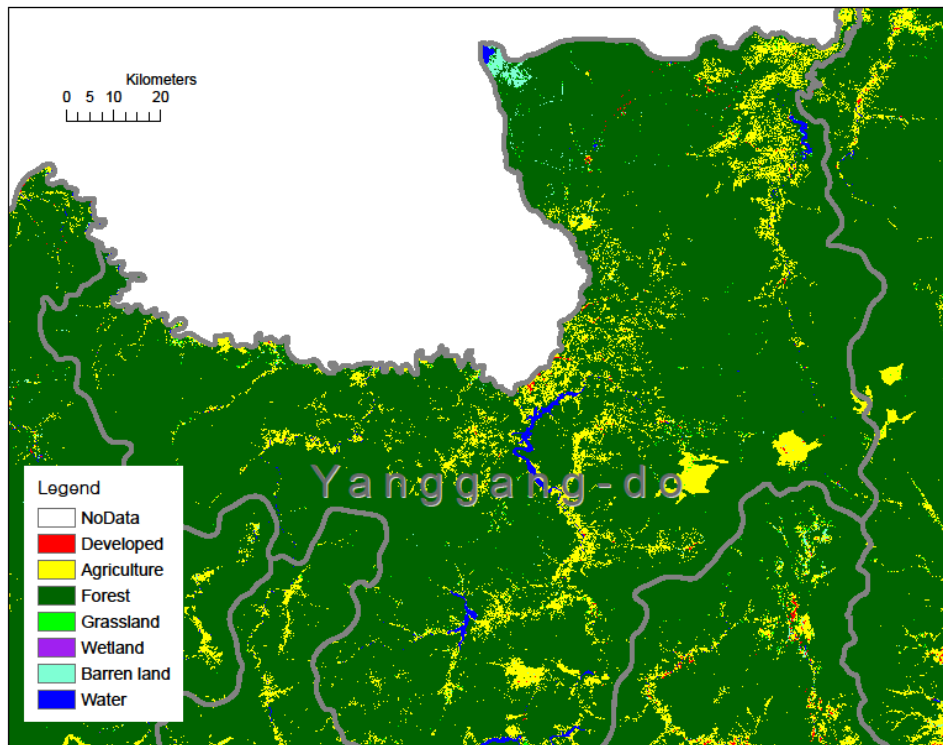 Kilometers
0 5 10 20
Yanggang-do
Legend
NoData
Developed
Agriculture
Forest
Grassland
Wetland
Barren land
Water